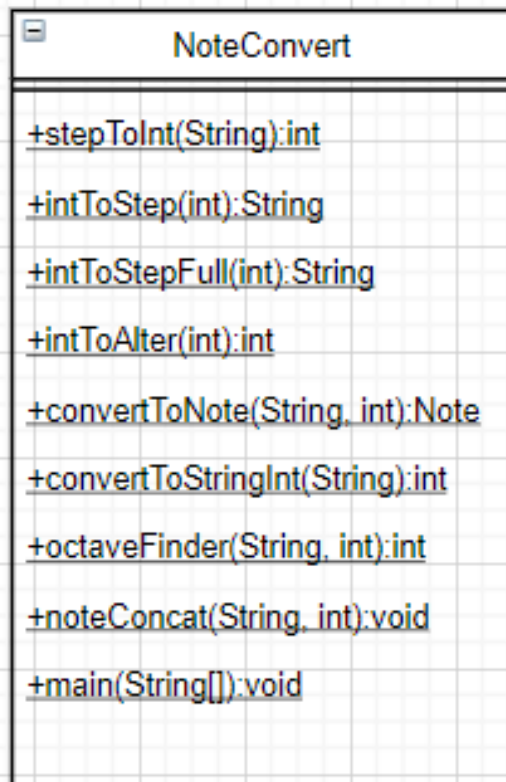 NoteConvert
+stepToInt(String):int
+intToStep(int):String
+intToStepFull(int):String
+intToAlter(int):int
+convertToNote(String, int):Note
+convertToStringInt(String):int
+octaveFinder(String, int):int
+noteConcat(String, int):void
+main(String[]):void